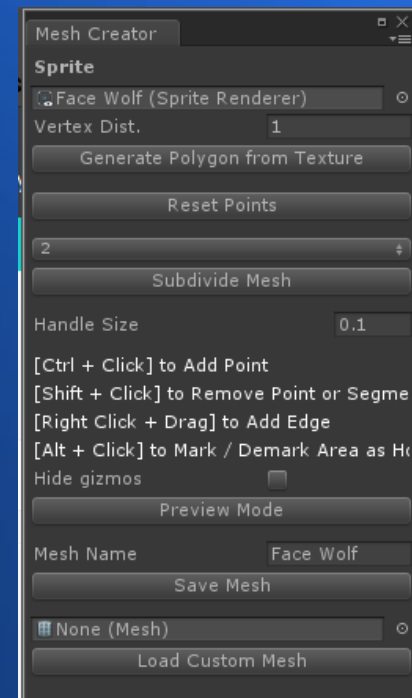 Mesh Creator
Sprite
Face Wolf (Sprite Renderer)
Vertex Dist. 1
Generate Polygon from Texture
Reset Points
2
Subdivide Mesh
Handle Size 0.1
[Ctrl + Click] to Add Point
[Shift + Click] to Remove Point or Segme
[Right Click + Drag] to Add Edge
[Alt + Click] to Mark / Demark Area as Ho
Hide gizmos
Preview Mode
Mesh Name Face Wolf
Save Mesh
None (Mesh)
Load Custom Mesh